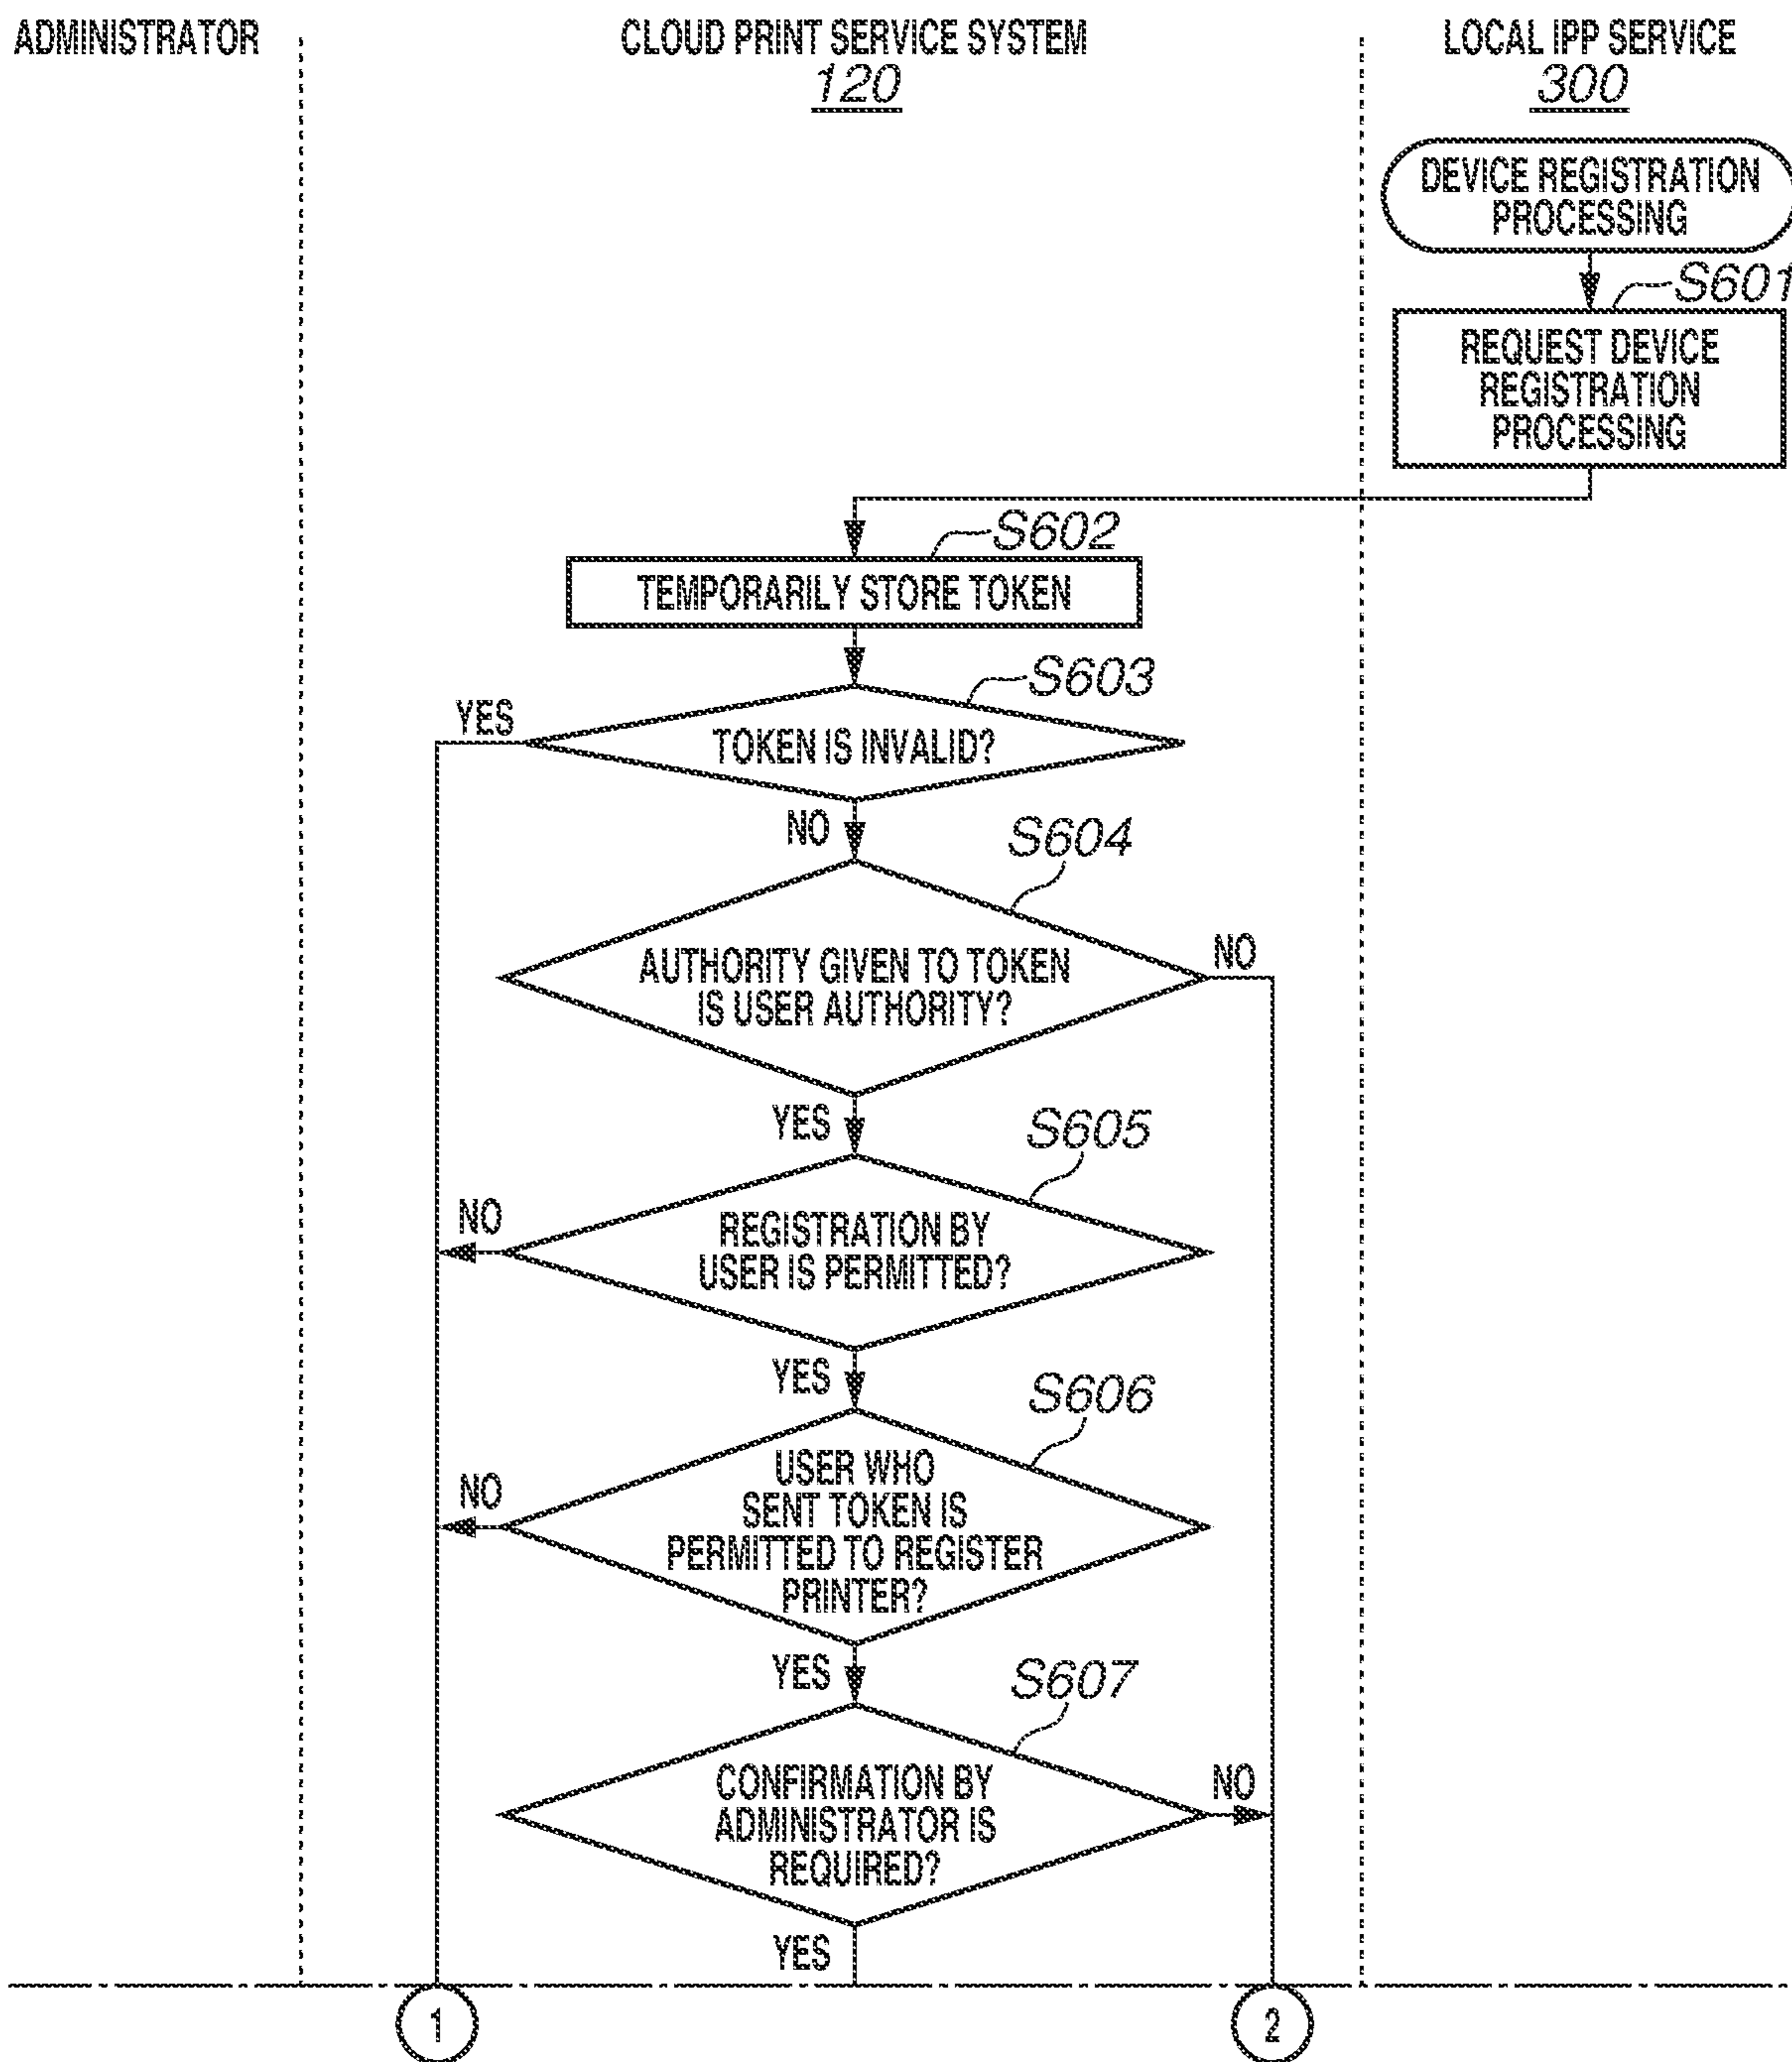 ADMINISTRATOR
CLOUD PRINT SERVICE SYSTEM
120
LOCAL IPP SERVICE
300
DEVICE REGISTRATION
PROCESSING
S601
REQUEST DEVICE
REGISTRATION
PROCESSING
S602
TEMPORARILY STORE TOKEN
S603
YES
TOKEN IS INVALID?
NO
S604
AUTHORITY GIVEN TO TOKEN
IS USER AUTHORITY?
NO
YES
S605
NO
REGISTRATION BY
USER IS PERMITTED?
YES
S606
NO
USER WHO
SENT TOKEN IS
PERMITTED TO REGISTER
PRINTER?
YES
S607
CONFIRMATION BY
ADMINISTRATOR IS
REQUIRED?
NO
YES
1
2